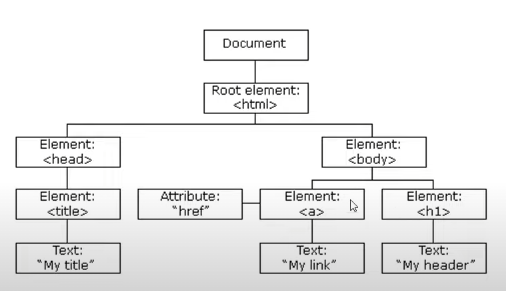 Document
Root element:
<html>
Element:
<head>
Element:
<body>
Element:
<title>
Attribute:
“href”
Element:
<a>
Element:
<h1>
Text:
“My title”
Text:
“My link”
Text:
“My header”